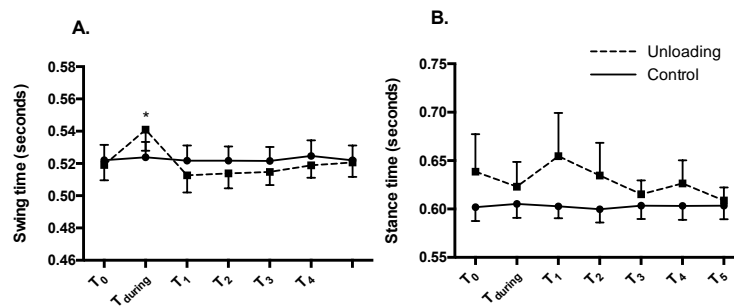 A.
B.
Unloading
Control
Swing time (seconds)
0.58
0.56
0.54
0.52
0.50
0.48
0.46
*
T0
Tduring
T1
T2
T3
T4
Stance time (seconds)
0.75
0.70
0.65
0.60
0.55
T0
Tduring
T1
T2
T3
T4
T5